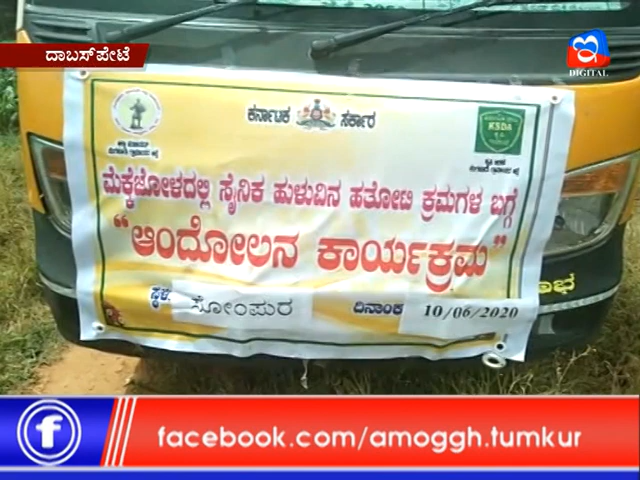 ದಾಬಸ್‌ಪೇಟೆ
DIGITAL
ಕರ್ನಾಟಕ ಸರ್ಕಾರ
KSDA
ಮೆಕ್ಕೆಜೋಳದಲ್ಲಿ ಸೈನಿಕ ಹುಳುವಿನ ಹತೋಟಿ ಕ್ರಮಗಳ ಬಗ್ಗೆ
“ಆಂದೋಲನ ಕಾರ್ಯಕ್ರಮ”
ಸ್ಥಳ: ಸೋಂಪುರ ದಿನಾಂಕ 10/06/2020
facebook.com/amoggh.tumkur